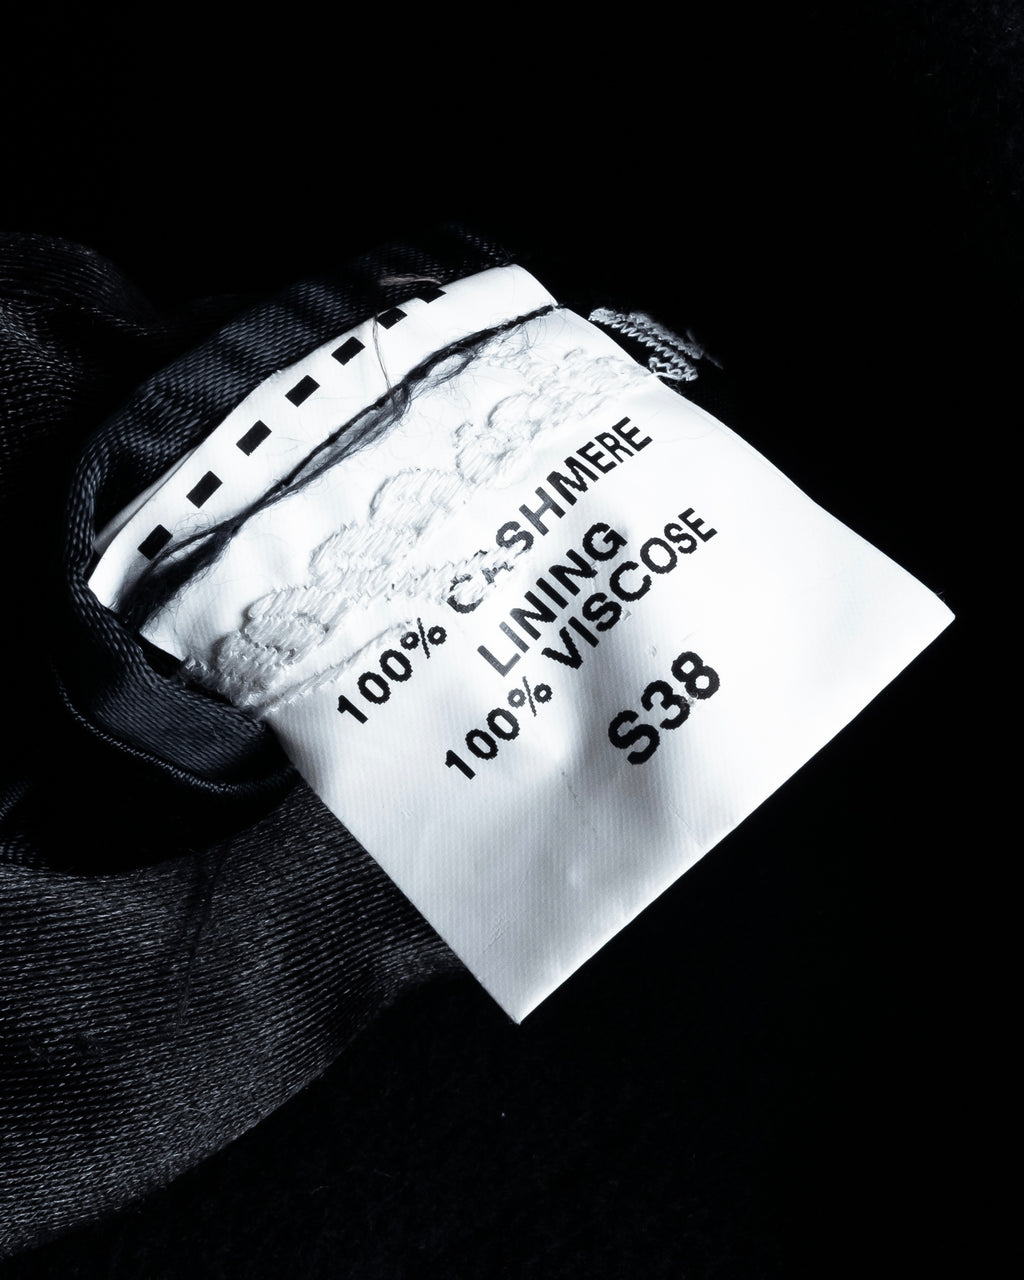 100% CASHMERE
LINING
100% VISCOSE
S38